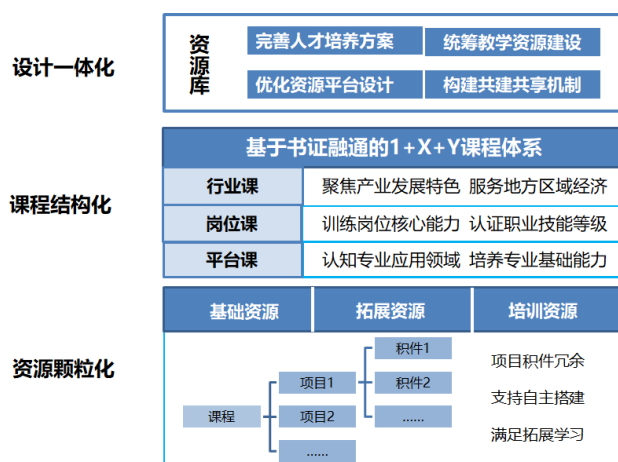 设计一体化
资源库
完善人才培养方案
统筹教学资源建设
优化资源平台设计
构建共建共享机制
课程结构化
基于书证融通的1+X+Y课程体系
行业课
聚焦产业发展特色 服务地方区域经济
岗位课
训练岗位核心能力 认证职业技能等级
平台课
认知专业应用领域 培养专业基础能力
资源颗粒化
基础资源
拓展资源
培训资源
课程
项目1
项目2
......
积件1
积件2
......
项目积件冗余
支持自主搭建
满足拓展学习